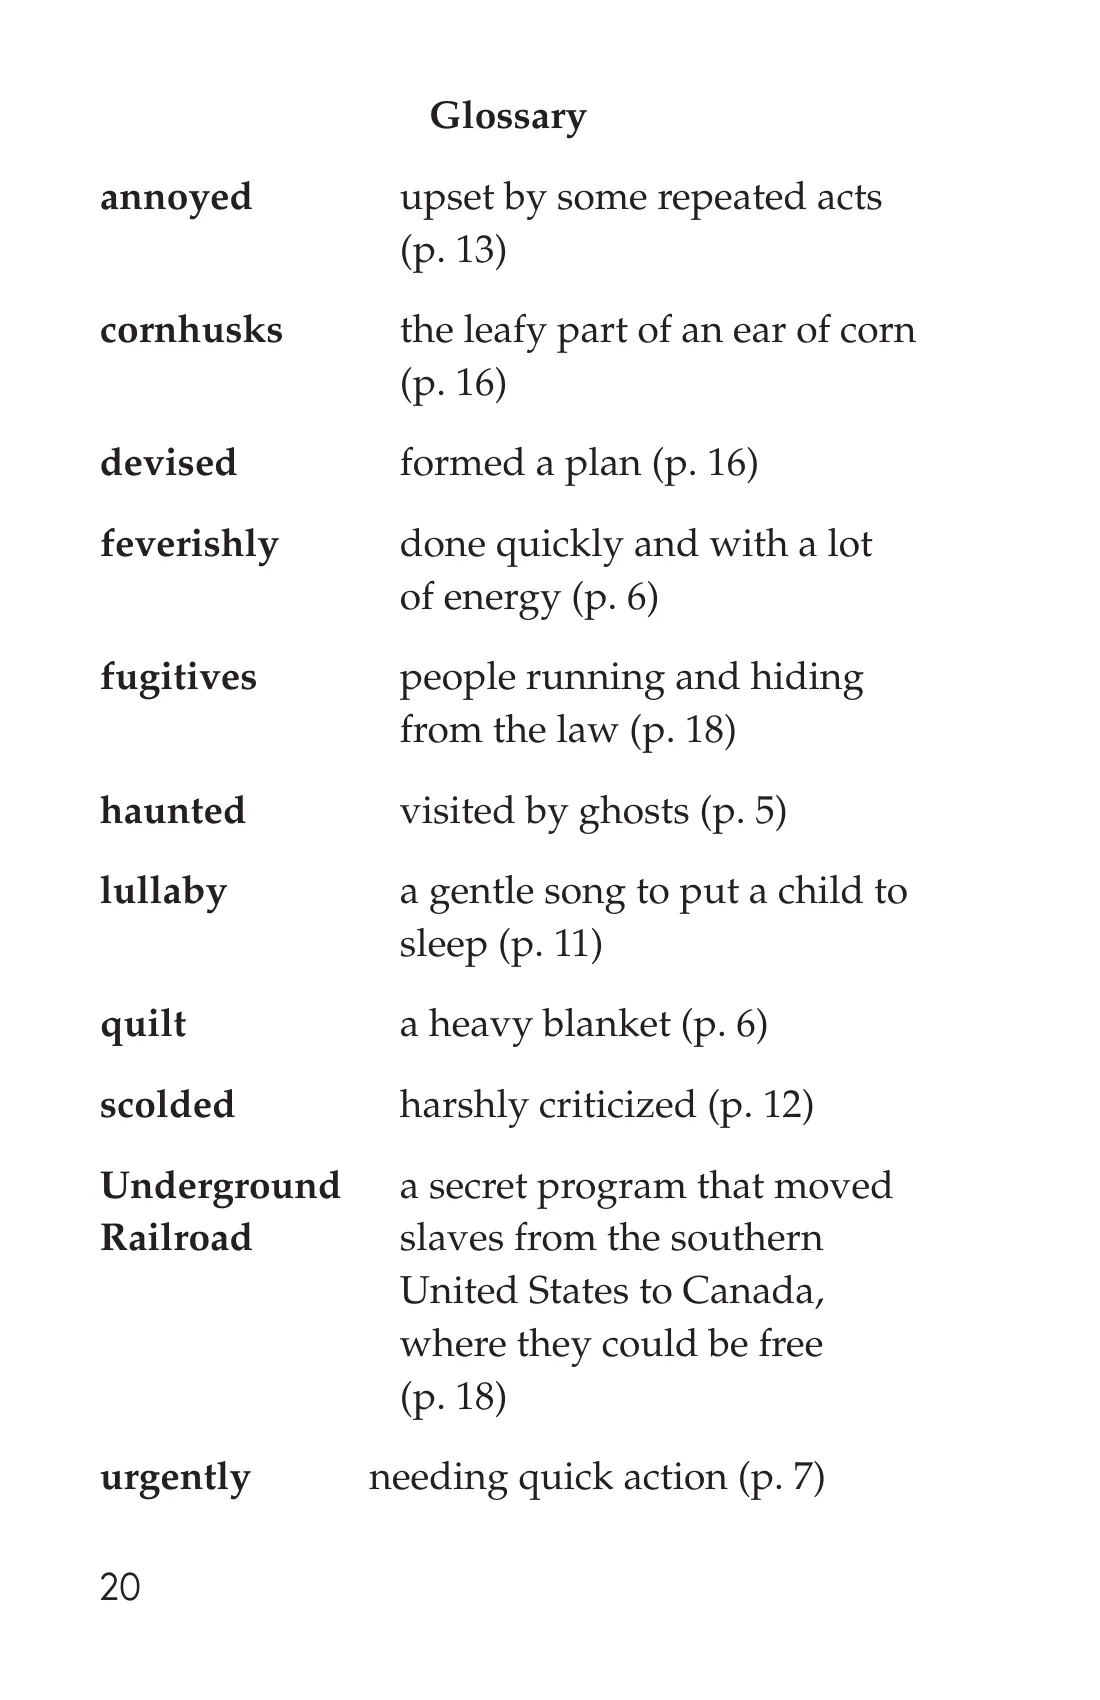 Glossary
annoyed upset by some repeated acts
(p. 13)
cornhusks the leafy part of an ear of corn
(p. 16)
devised formed a plan (p. 16)
feverishly done quickly and with a lot
of energy (p. 6)
fugitives people running and hiding
from the law (p. 18)
haunted visited by ghosts (p. 5)
lullaby a gentle song to put a child to
sleep (p. 11)
quilt a heavy blanket (p. 6)
scolded harshly criticized (p. 12)
Underground a secret program that moved
Railroad slaves from the southern
United States to Canada,
where they could be free
(p. 18)
urgently needing quick action (p. 7)
20